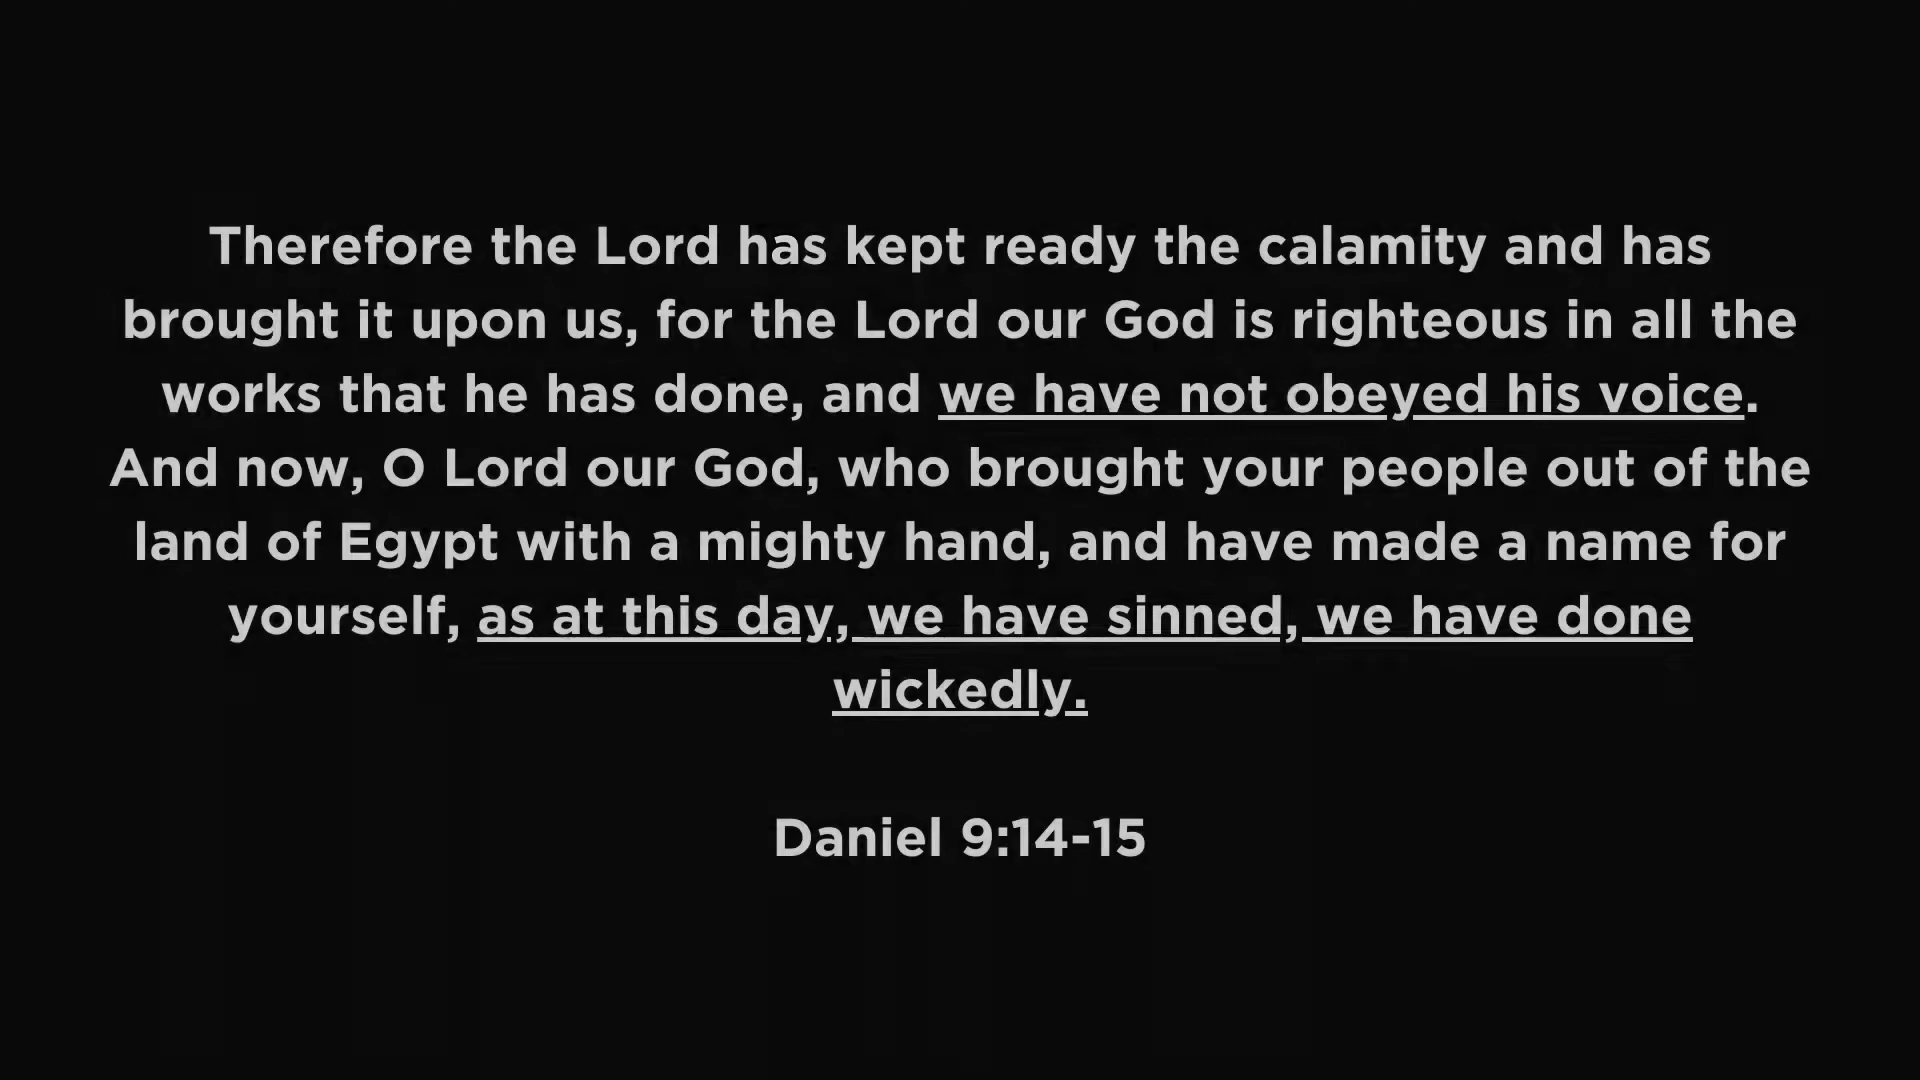 Therefore the Lord has kept ready the calamity and has
brought it upon us, for the Lord our God is righteous in all the
works that he has done, and we have not obeyed his voice.
And now, O Lord our God, who brought your people out of the
land of Egypt with a mighty hand, and have made a name for
yourself, as at this day, we have sinned, we have done
wickedly.
Daniel 9:14-15